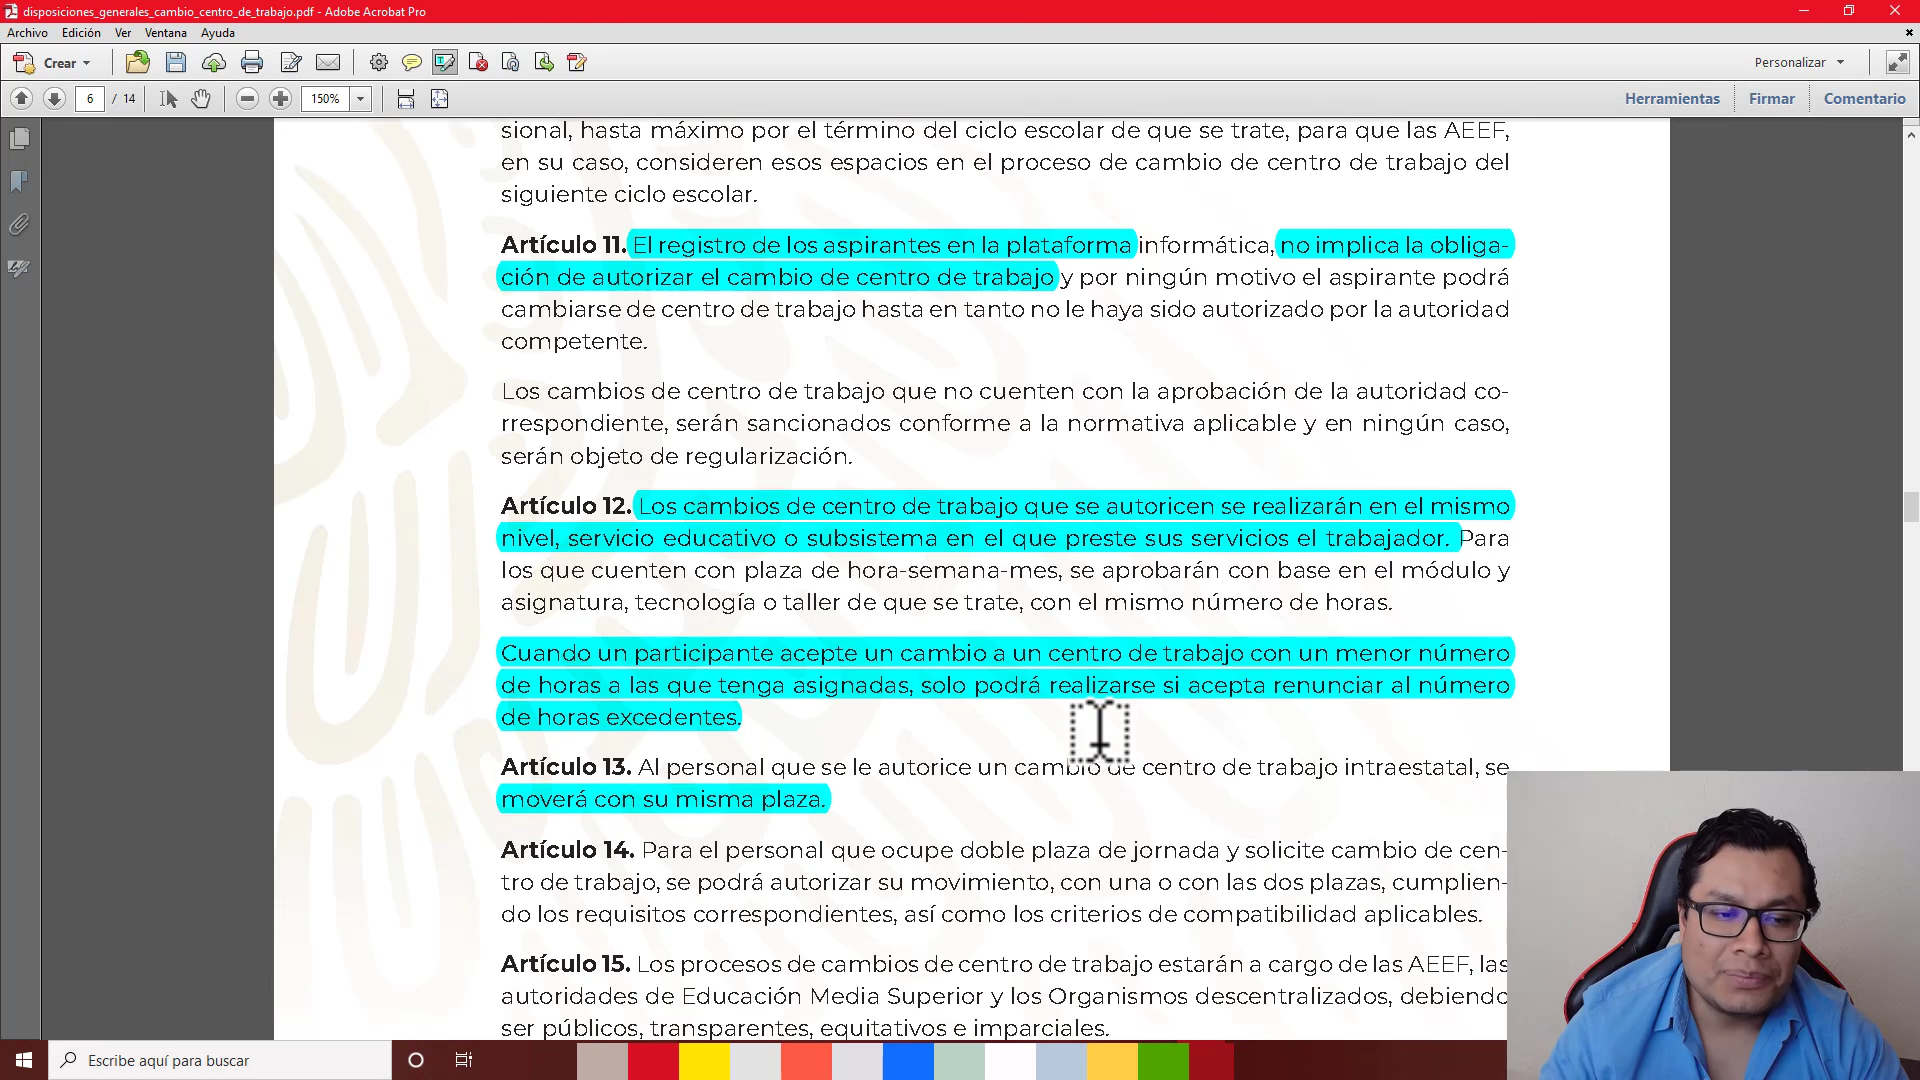 disposiciones_generales_cambio_centro_de_trabajo.pdf - Adobe Acrobat Pro
Archivo Edición Ver Ventana Ayuda
Crear
Personalizar
6 / 14
150%
Herramientas Firmar Comentario
sional, hasta máximo por el término del ciclo escolar de que se trate, para que las AEEF,
en su caso, consideren esos espacios en el proceso de cambio de centro de trabajo del
siguiente ciclo escolar.
Artículo 11. El registro de los aspirantes en la plataforma informática, no implica la obliga-
ción de autorizar el cambio de centro de trabajo y por ningún motivo el aspirante podrá
cambiarse de centro de trabajo hasta en tanto no le haya sido autorizado por la autoridad
competente.
Los cambios de centro de trabajo que no cuenten con la aprobación de la autoridad co-
rrespondiente, serán sancionados conforme a la normativa aplicable y en ningún caso,
serán objeto de regularización.
Artículo 12. Los cambios de centro de trabajo que se autoricen se realizarán en el mismo
nivel, servicio educativo o subsistema en el que preste sus servicios el trabajador. Para
los que cuenten con plaza de hora-semana-mes, se aprobarán con base en el módulo y
asignatura, tecnología o taller de que se trate, con el mismo número de horas.
Cuando un participante acepte un cambio a un centro de trabajo con un menor número
de horas a las que tenga asignadas, solo podrá realizarse si acepta renunciar al número
de horas excedentes.
Artículo 13. Al personal que se le autorice un cambio de centro de trabajo intraestatal, se
moverá con su misma plaza.
Artículo 14. Para el personal que ocupe doble plaza de jornada y solicite cambio de cen-
tro de trabajo, se podrá autorizar su movimiento, con una o con las dos plazas, cumplien-
do los requisitos correspondientes, así como los criterios de compatibilidad aplicables.
Artículo 15. Los procesos de cambios de centro de trabajo estarán a cargo de las AEEF, las
autoridades de Educación Media Superior y los Organismos descentralizados, debiendo
ser públicos, transparentes, equitativos e imparciales.
Escribe aquí para buscar